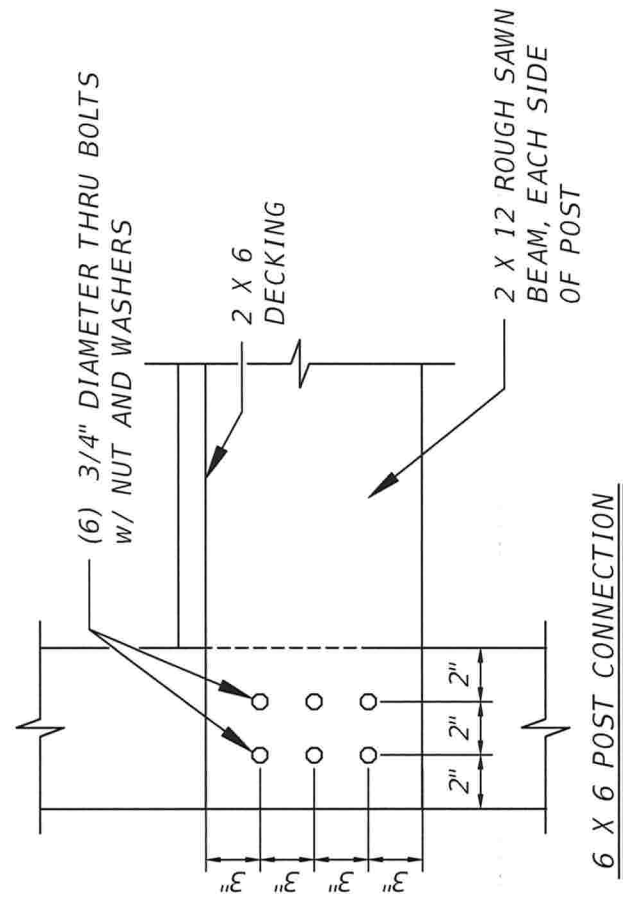 (6) 3/4" DIAMETER THRU BOLTS
w/ NUT AND WASHERS
2 X 6
DECKING
2 X 12 ROUGH SAWN
BEAM, EACH SIDE
OF POST
3"
3"
3"
3"
2"
2"
2"
6 X 6 POST CONNECTION